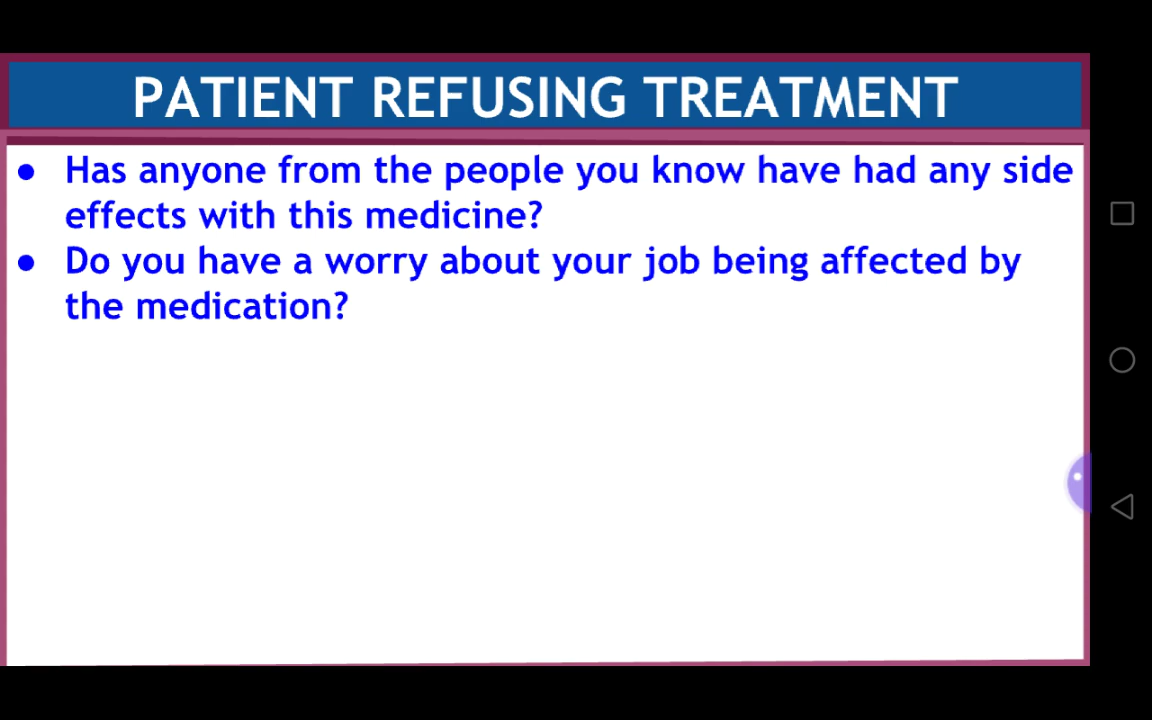 PATIENT REFUSING TREATMENT
● Has anyone from the people you know have had any side
effects with this medicine?
● Do you have a worry about your job being affected by
the medication?